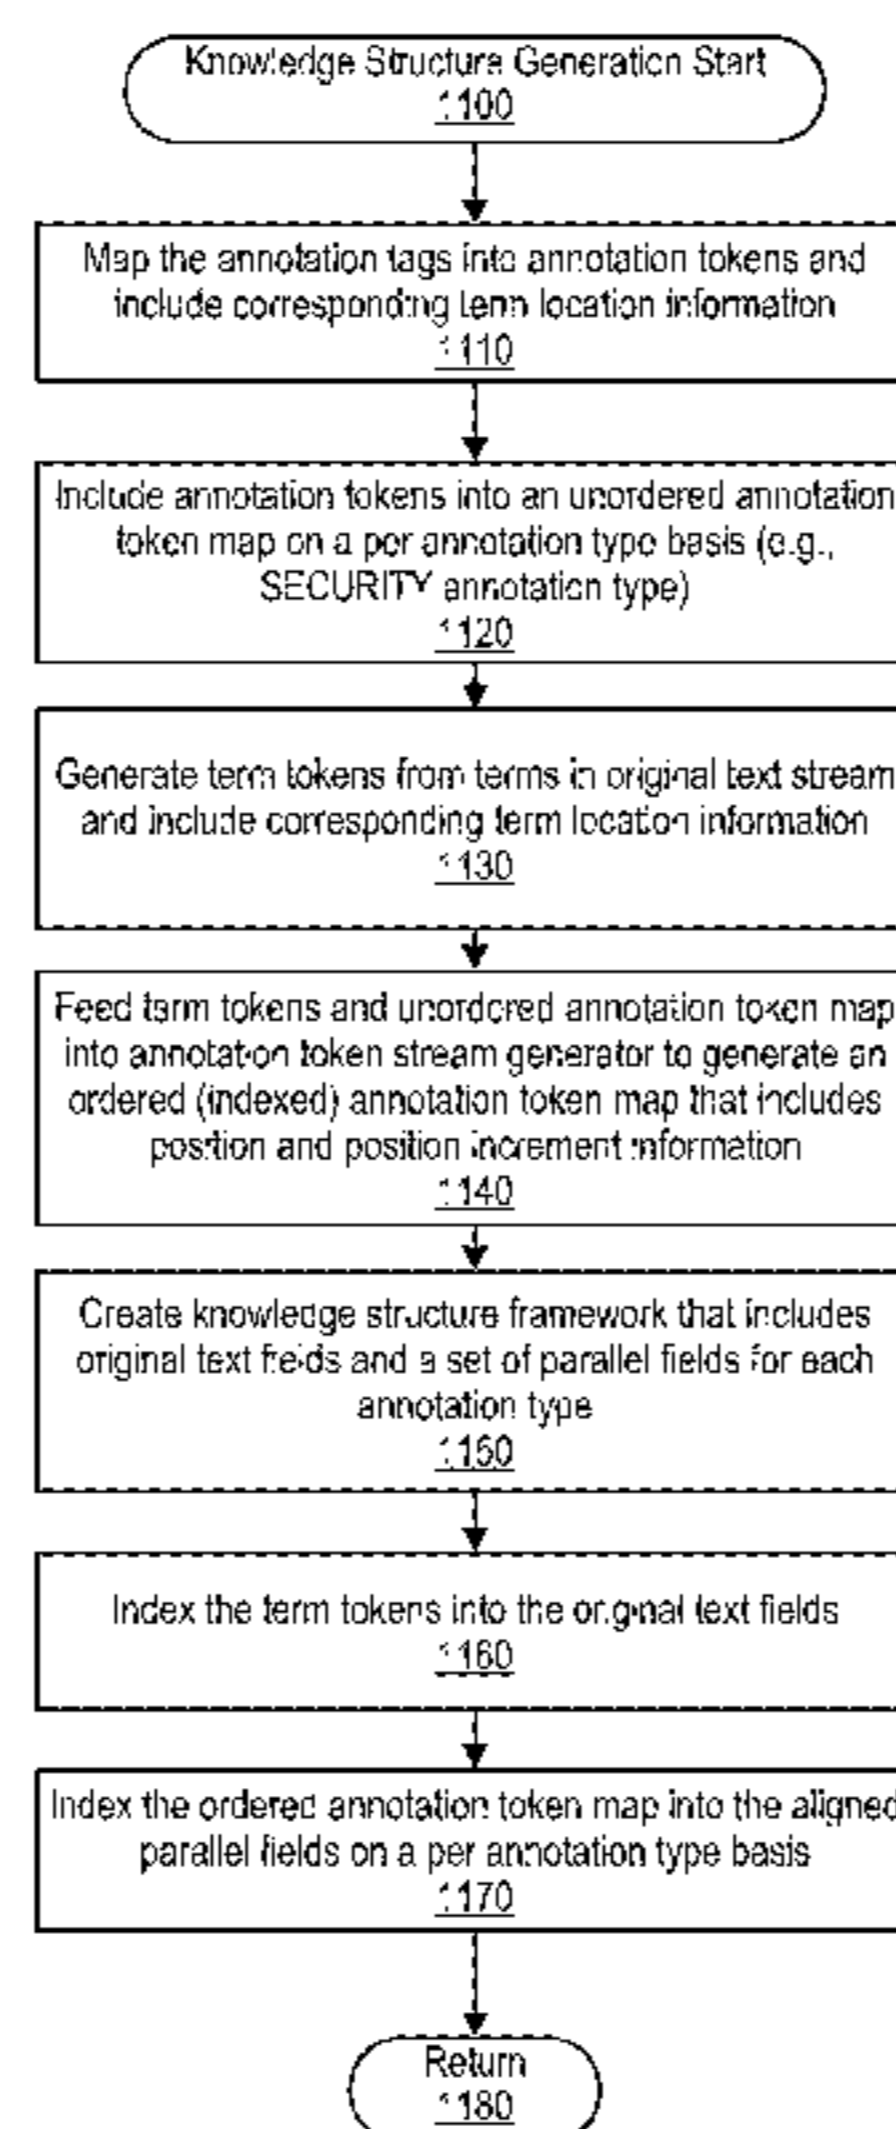 Knowledge Structure Generation Start
1100
Map the annotation tags into annotation tokens and
include corresponding term location information
1110
Include annotation tokens into an unordered annotation
token map on a per annotation type basis (e.g.,
SECURITY annotation type)
1120
Generate term tokens from terms in original text stream
and include corresponding term location information
1130
Feed term tokens and unordered annotation token map
into annotation token stream generator to generate an
ordered (indexed) annotation token map that includes
position and position increment information
1140
Create knowledge structure framework that includes
original text fields and a set of parallel fields for each
annotation type
1150
Index the term tokens into the original text fields
1160
Index the ordered annotation token map into the aligned
parallel fields on a per annotation type basis
1170
Return
1180